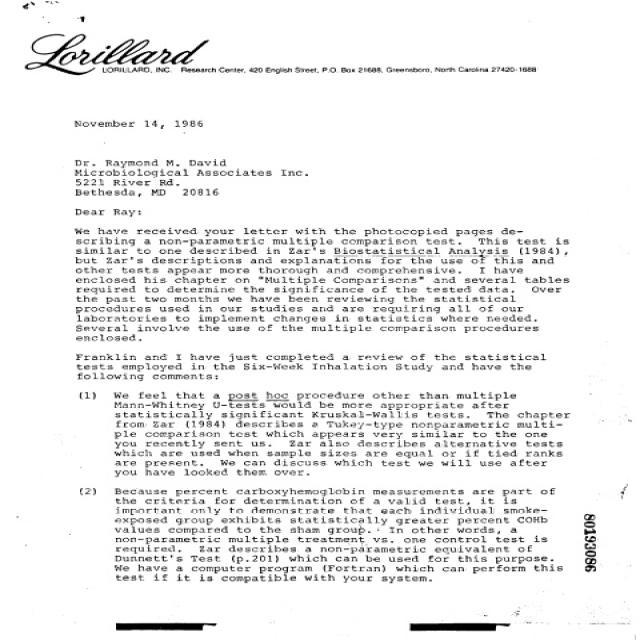 Lorillard
LORILLARD, INC. Research Center, 420 English Street, P.O. Box 21688, Greensboro, North Carolina 27420-1688
November 14, 1986
Dr. Raymond M. David
Microbiological Associates Inc.
5221 River Rd.
Bethesda, MD 20816
Dear Ray:
We have received your letter with the photocopied pages de-
scribing a non-parametric multiple comparison test. This test is
similar to one described in Zar's Biostatistical Analysis (1984),
but Zar's descriptions and explanations for the use of this and
other tests appear more thorough and comprehensive. I have
enclosed his chapter on "Multiple Comparisons" and several tables
required to determine the significance of the tested data. Over
the past two months we have been reviewing the statistical
procedures used in our studies and are requiring all of our
laboratories to implement changes in statistics where needed.
Several involve the use of the multiple comparison procedures
enclosed.
Franklin and I have just completed a review of the statistical
tests employed in the Six-Week Inhalation Study and have the
following comments:
(1) We feel that a post hoc procedure other than multiple
Mann-Whitney U-tests would be more appropriate after
statistically significant Kruskal-Wallis tests. The chapter
from Zar (1984) describes a Tukey-type nonparametric multi-
ple comparison test which appears very similar to the one
you recently sent us. Zar also describes alternative tests
which are used when sample sizes are equal or if tied ranks
are present. We can discuss which test we will use after
you have looked them over.
(2) Because percent carboxyhemoglobin measurements are part of
the criteria for determination of a valid test, it is
important only to demonstrate that each individual smoke-
exposed group exhibits statistically greater percent COHb
values compared to the sham group. In other words, a
non-parametric multiple treatment vs. one control test is
required. Zar describes a non-parametric equivalent of
Dunnett's Test (p.201) which can be used for this purpose.
We have a computer program (Fortran) which can perform this
test if it is compatible with your system.
80193086